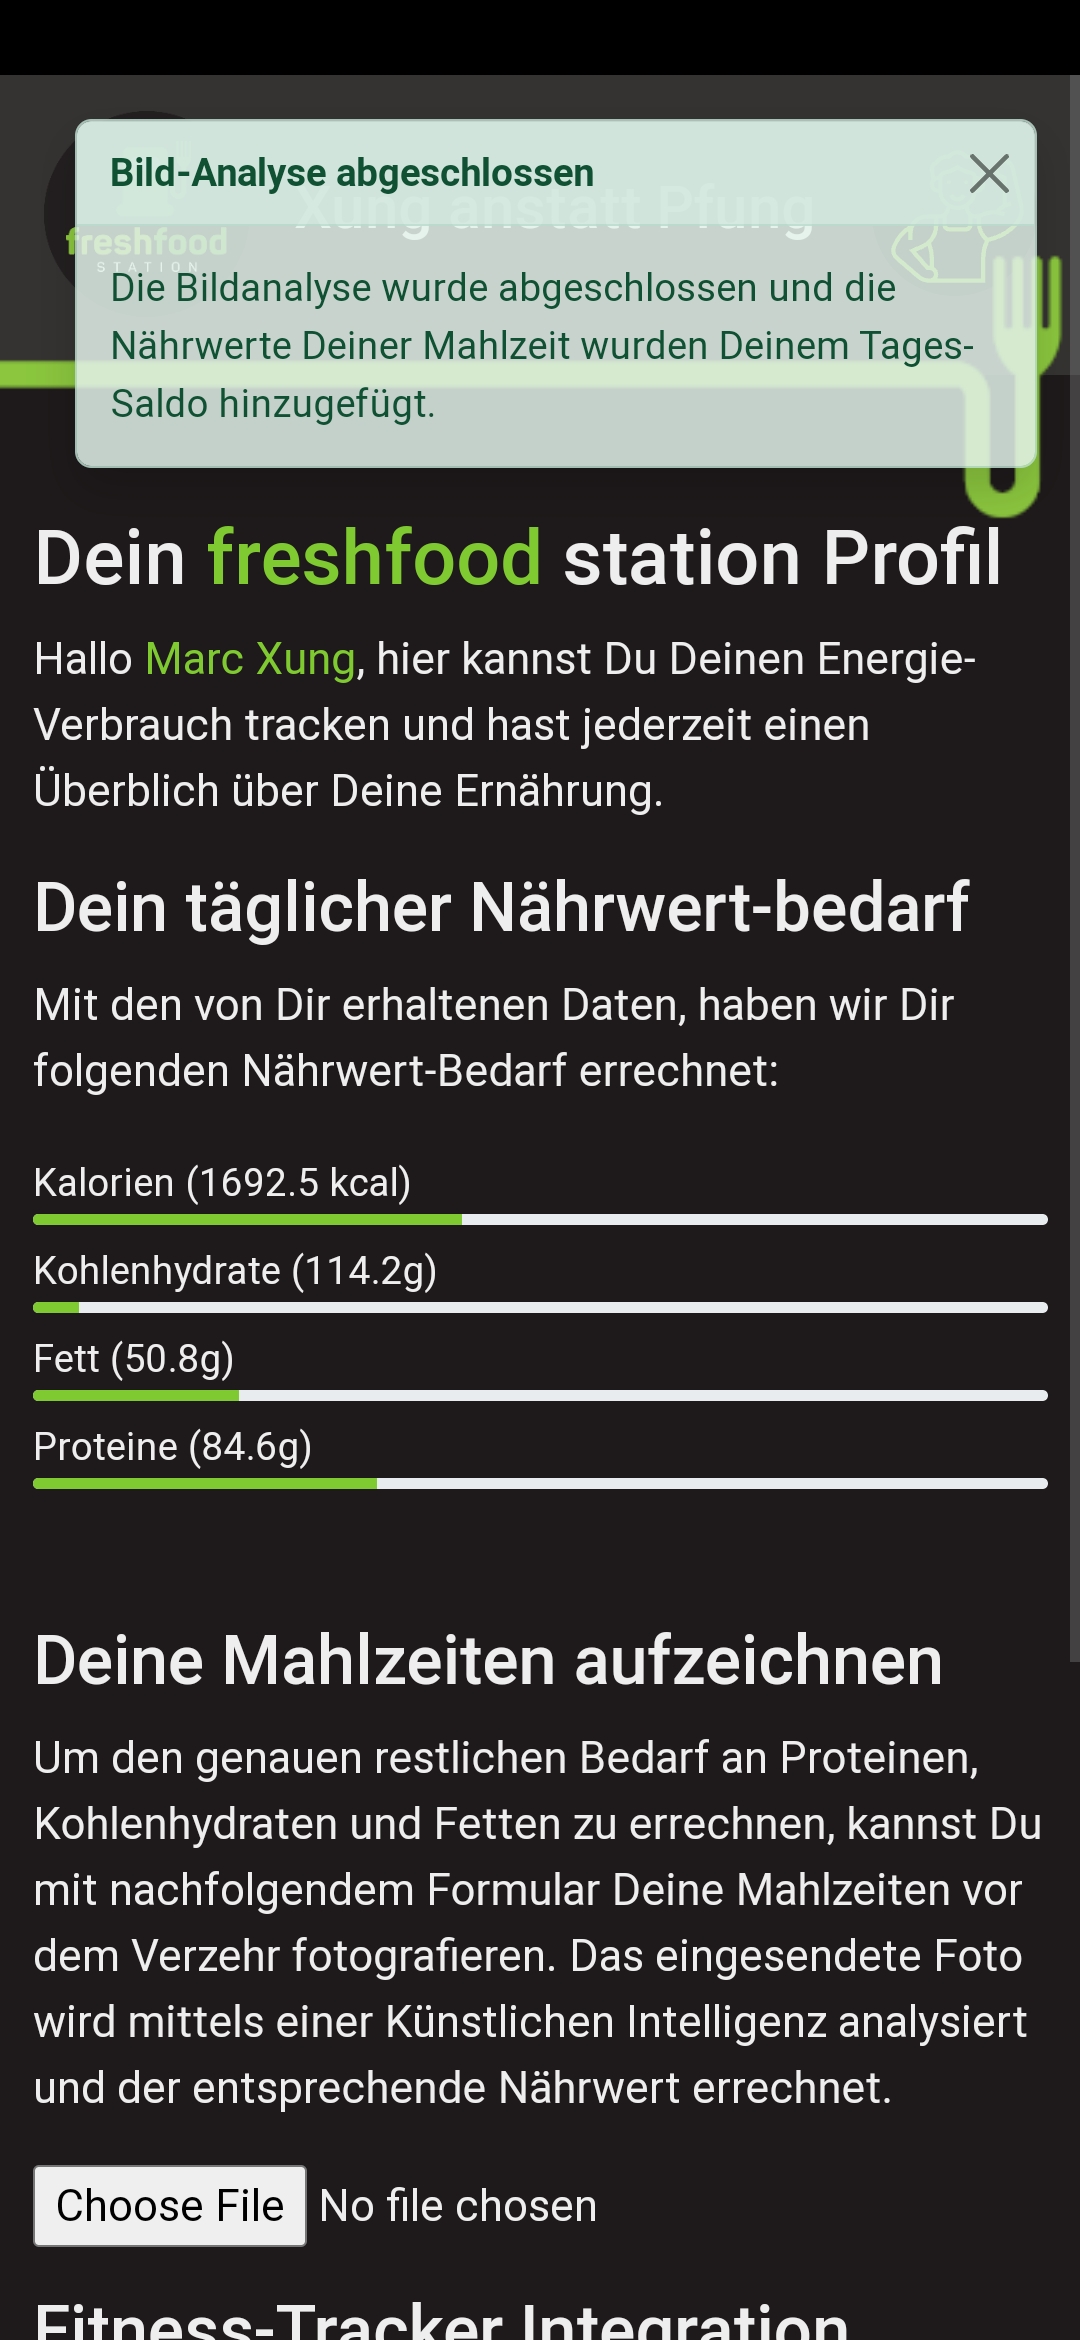 Bild-Analyse abgeschlossen
Xung anstatt Pfung
freshfood
STATION
Die Bildanalyse wurde abgeschlossen und die
Nährwerte Deiner Mahlzeit wurden Deinem Tages-
Saldo hinzugefügt.
Dein freshfood station Profil
Hallo Marc Xung, hier kannst Du Deinen Energie-
Verbrauch tracken und hast jederzeit einen
Überblich über Deine Ernährung.
Dein täglicher Nährwert-bedarf
Mit den von Dir erhaltenen Daten, haben wir Dir
folgenden Nährwert-Bedarf errechnet:
Kalorien (1692.5 kcal)
Kohlenhydrate (114.2g)
Fett (50.8g)
Proteine (84.6g)
Deine Mahlzeiten aufzeichnen
Um den genauen restlichen Bedarf an Proteinen,
Kohlenhydraten und Fetten zu errechnen, kannst Du
mit nachfolgendem Formular Deine Mahlzeiten vor
dem Verzehr fotografieren. Das eingesendete Foto
wird mittels einer Künstlichen Intelligenz analysiert
und der entsprechende Nährwert errechnet.
Choose File No file chosen
Fitness-Tracker Integration